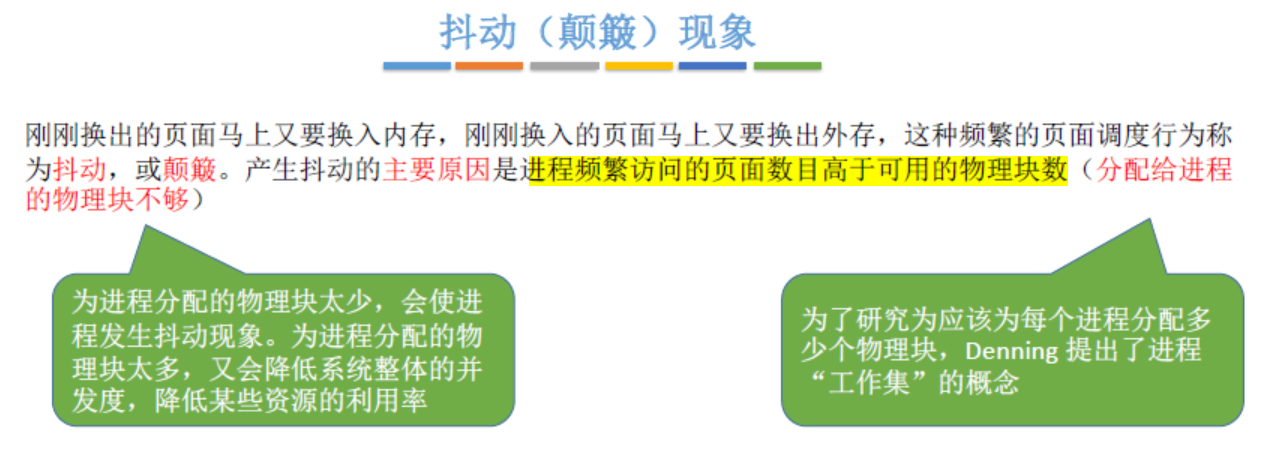 抖动（颠簸）现象
刚刚换出的页面马上又要换入内存，刚刚换入的页面马上又要换出外存，这种频繁的页面调度行为称
为抖动，或颠簸。产生抖动的主要原因是进程频繁访问的页面数目高于可用的物理块数（分配给进程
的物理块不够）
为进程分配的物理块太少，会使进
程发生抖动现象。为进程分配的物
理块太多，又会降低系统整体的并
发度，降低某些资源的利用率
为了研究为应该为每个进程分配多
少个物理块，Denning 提出了进程
“工作集”的概念